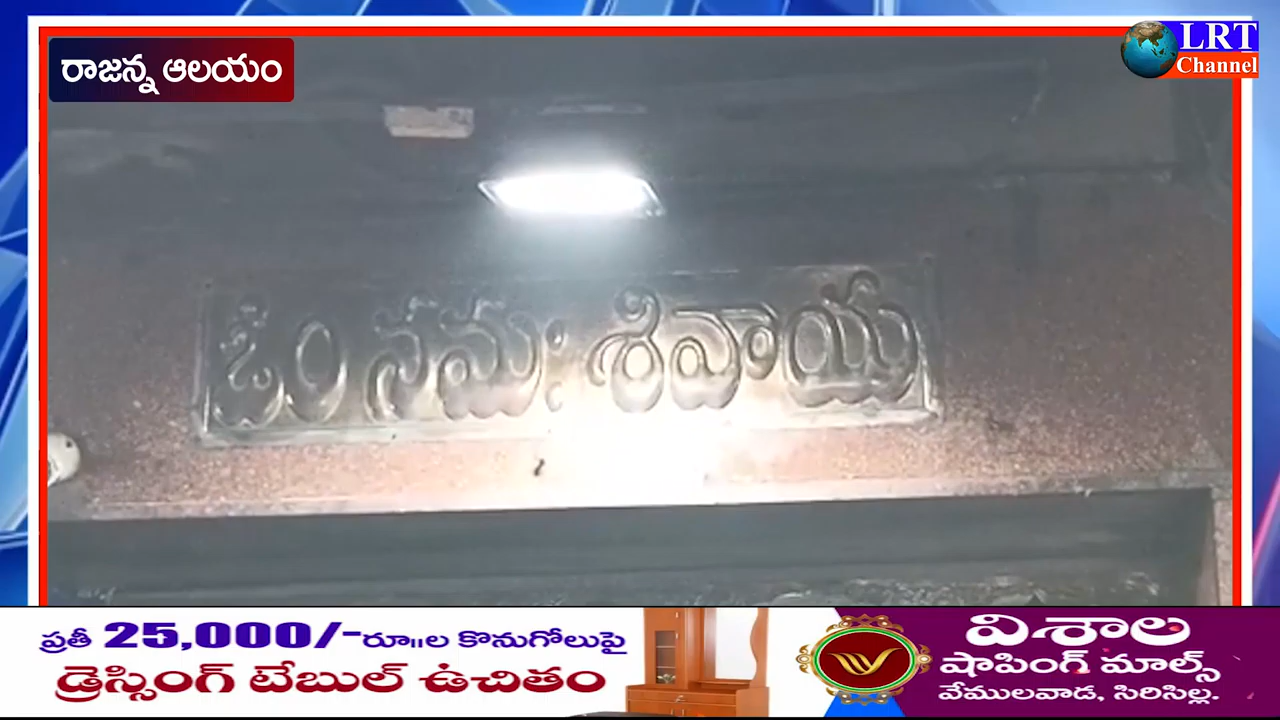 రాజన్న ఆలయం
LRT
Channel
ఓం నమః శివాయ
ప్రతీ 25,000/-రూ॥ల కొనుగోలుపై
డ్రెస్సింగ్ టేబుల్ ఉచితం
విశాల
షాపింగ్ మాల్స్
వేములవాడ, సిరిసిల్ల.